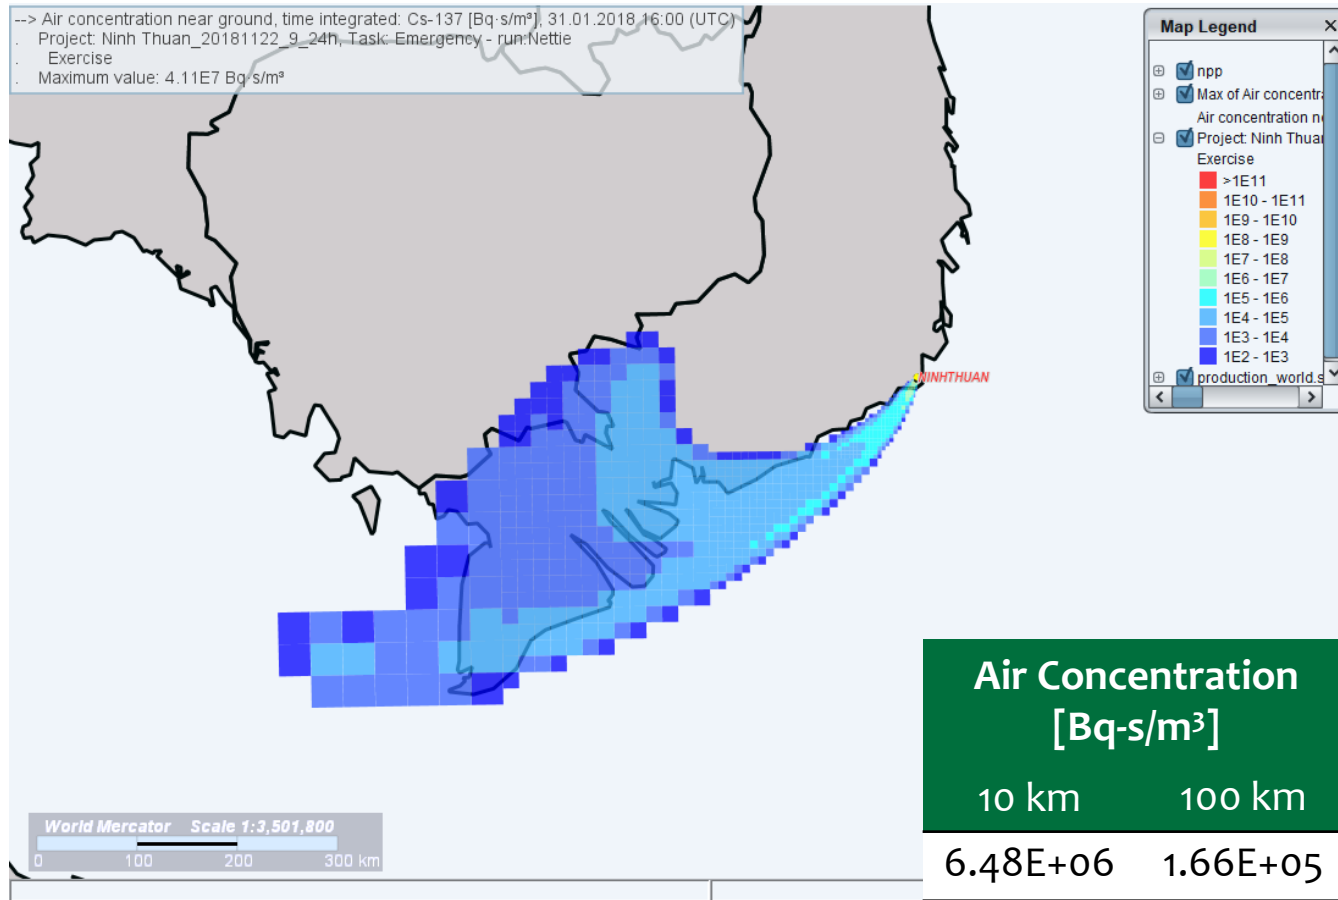 --> Air concentration near ground, time integrated: Cs-137 [Bq·s/m³], 31.01.2018 16:00 (UTC)
. Project: Ninh Thuan_20181122_9_24h, Task: Emergency - run:Nettie
. Exercise
. Maximum value: 4.11E7 Bq·s/m³
Map Legend
npp
Max of Air concentra
Air concentration ne
Project: Ninh Thuan
Exercise
>1E11
1E10 - 1E11
1E9 - 1E10
1E8 - 1E9
1E7 - 1E8
1E6 - 1E7
1E5 - 1E6
1E4 - 1E5
1E3 - 1E4
1E2 - 1E3
production_world.s
NINHTHUAN
World Mercator Scale 1:3,501,800
0 100 200 300 km
Air Concentration
[Bq-s/m³]
10 km 100 km
6.48E+06 1.66E+05